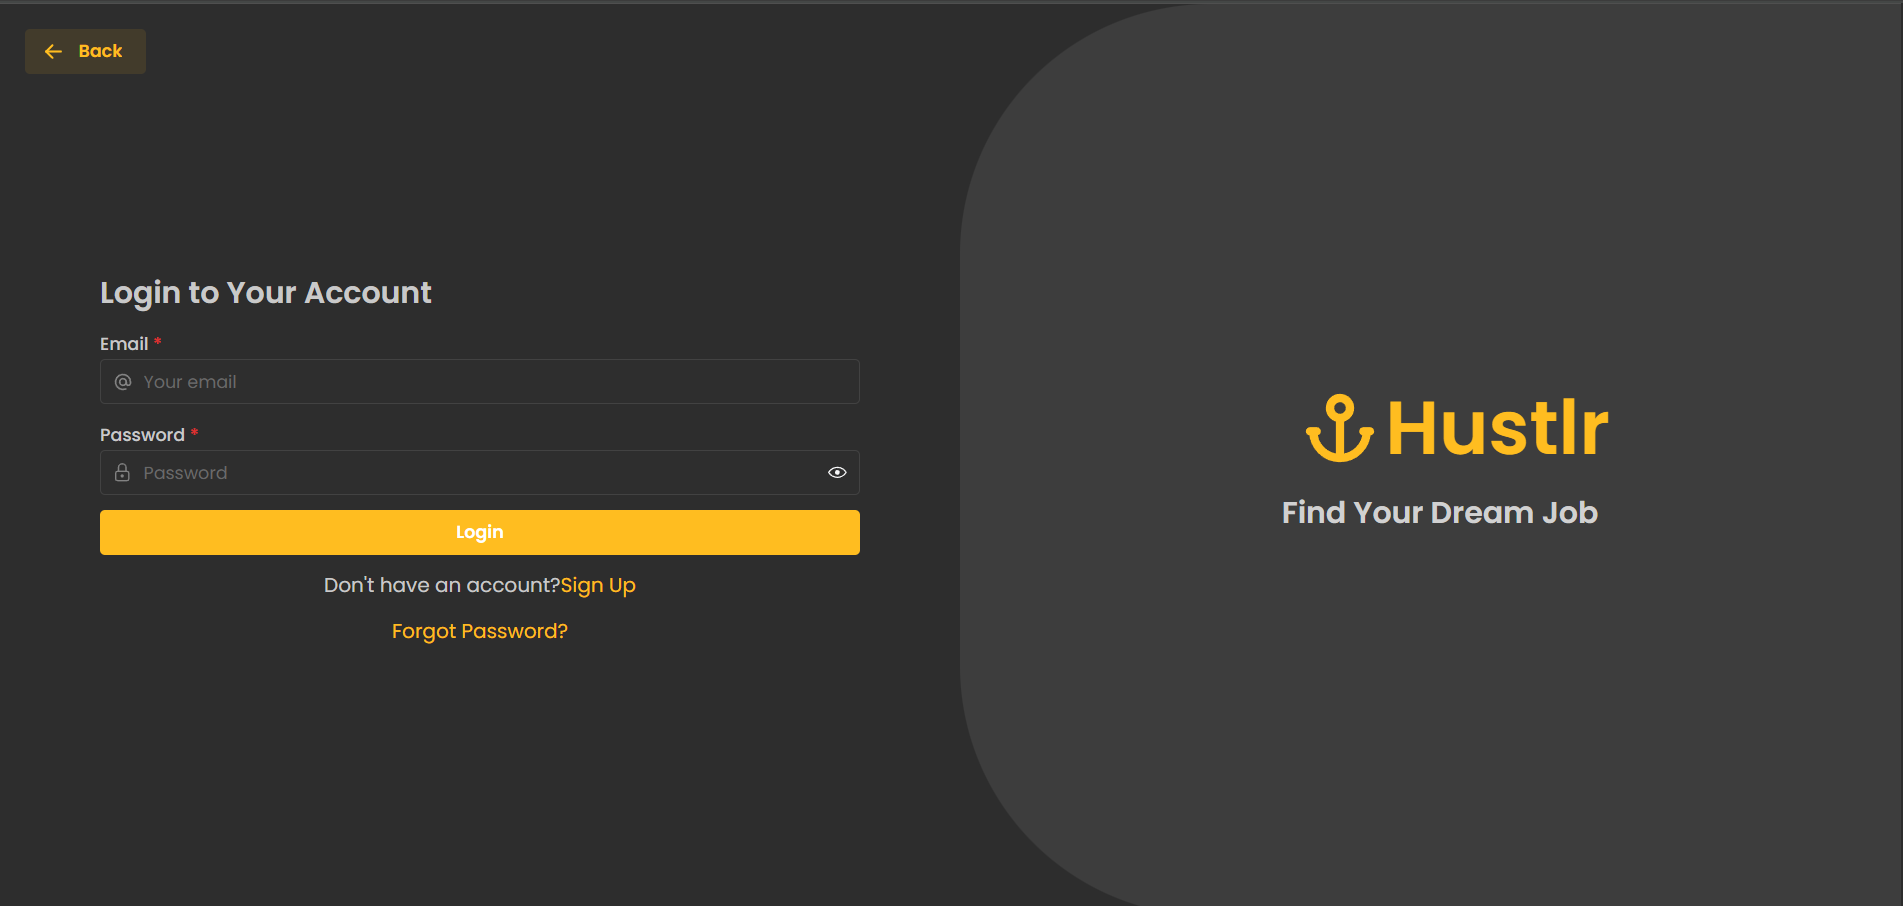 Back
Login to Your Account
Email *
Your email
Password *
Password
Login
Don't have an account?Sign Up
Forgot Password?
Hustlr
Find Your Dream Job